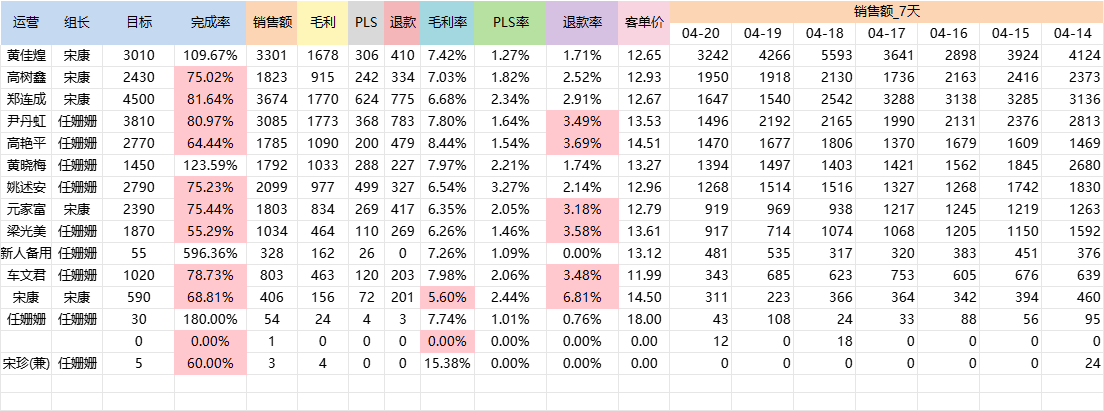 运营 组长 目标 完成率 销售额 毛利 PLS 退款 毛利率 PLS率 退款率 客单价 销售额_7天
04-20 04-19 04-18 04-17 04-16 04-15 04-14
黄佳煌 宋康 3010 109.67% 3301 1678 306 410 7.42% 1.27% 1.71% 12.65 3242 4266 5593 3641 2898 3924 4124
高树鑫 宋康 2430 75.02% 1823 915 242 334 7.03% 1.82% 2.52% 12.93 1950 1918 2130 1736 2163 2416 2373
郑连成 宋康 4500 81.64% 3674 1770 624 775 6.68% 2.34% 2.91% 12.67 1647 1540 2542 3288 3138 3285 3136
尹丹虹 任姗姗 3810 80.97% 3085 1773 368 783 7.80% 1.64% 3.49% 13.53 1496 2192 2165 1990 2131 2376 2813
高艳平 任姗姗 2770 64.44% 1785 1090 200 479 8.44% 1.54% 3.69% 14.51 1470 1677 1806 1370 1679 1609 1469
黄晓梅 任姗姗 1450 123.59% 1792 1033 288 227 7.97% 2.21% 1.74% 13.27 1394 1497 1403 1421 1562 1845 2680
姚述安 任姗姗 2790 75.23% 2099 977 499 327 6.54% 3.27% 2.14% 12.96 1268 1514 1516 1327 1268 1742 1830
元家富 宋康 2390 75.44% 1803 834 269 417 6.35% 2.05% 3.18% 12.79 919 969 938 1217 1245 1219 1263
梁光美 任姗姗 1870 55.29% 1034 464 110 269 6.26% 1.46% 3.58% 13.61 917 714 1074 1068 1205 1150 1592
新人备用 任姗姗 55 596.36% 328 162 26 0 7.26% 1.09% 0.00% 13.12 481 535 317 320 383 451 376
车文君 任姗姗 1020 78.73% 803 463 120 203 7.98% 2.06% 3.48% 11.99 343 685 623 753 605 676 639
宋康 宋康 590 68.81% 406 156 72 201 5.60% 2.44% 6.81% 14.50 311 223 366 364 342 394 460
任姗姗 任姗姗 30 180.00% 54 24 4 3 7.74% 1.01% 0.76% 18.00 43 108 24 33 88 56 95
0 0.00% 1 0 0 0 0.00% 0.00% 0.00% 0.00 12 0 18 0 0 0 0
宋珍(兼) 任姗姗 5 60.00% 3 4 0 0 15.38% 0.00% 0.00% 0.00 0 0 0 0 0 0 24